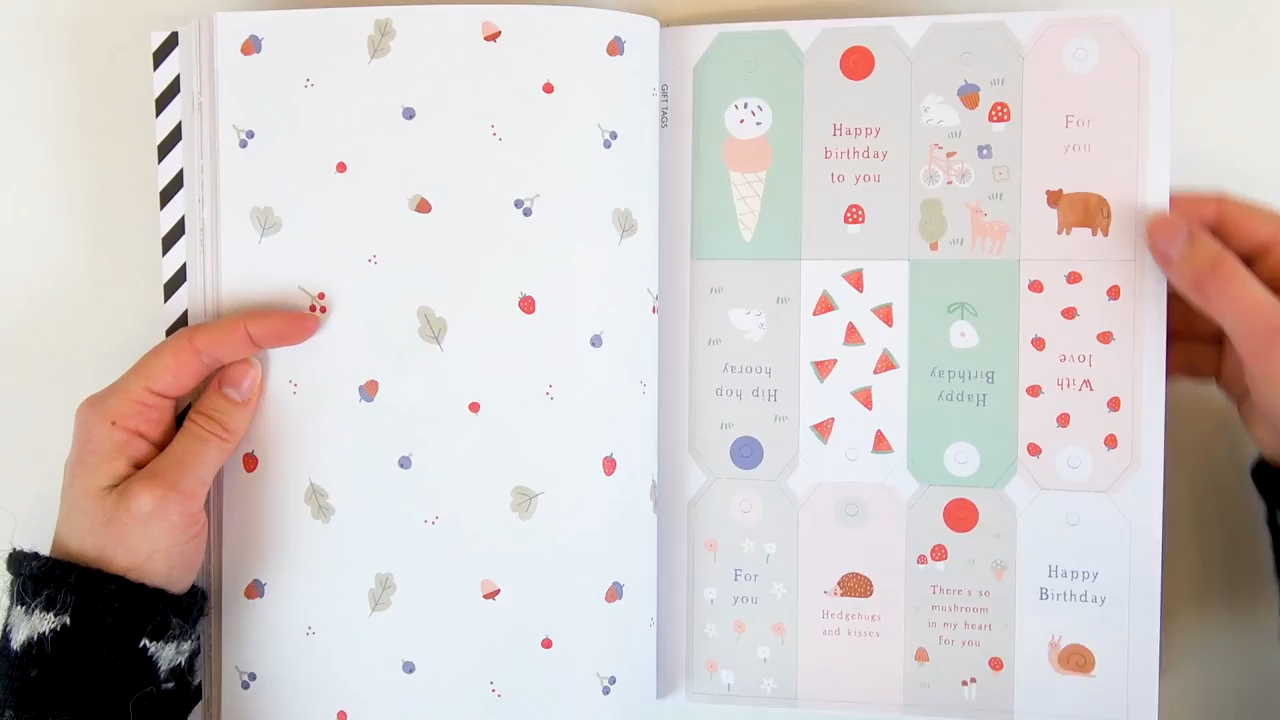 GIFT TAGS
Happy
birthday
to you
For
you
Hip hop
hooray
Happy
Birthday
With
love
For
you
Hedgehugs
and kisses
There's so
mushroom
in my heart
for you
Happy
Birthday